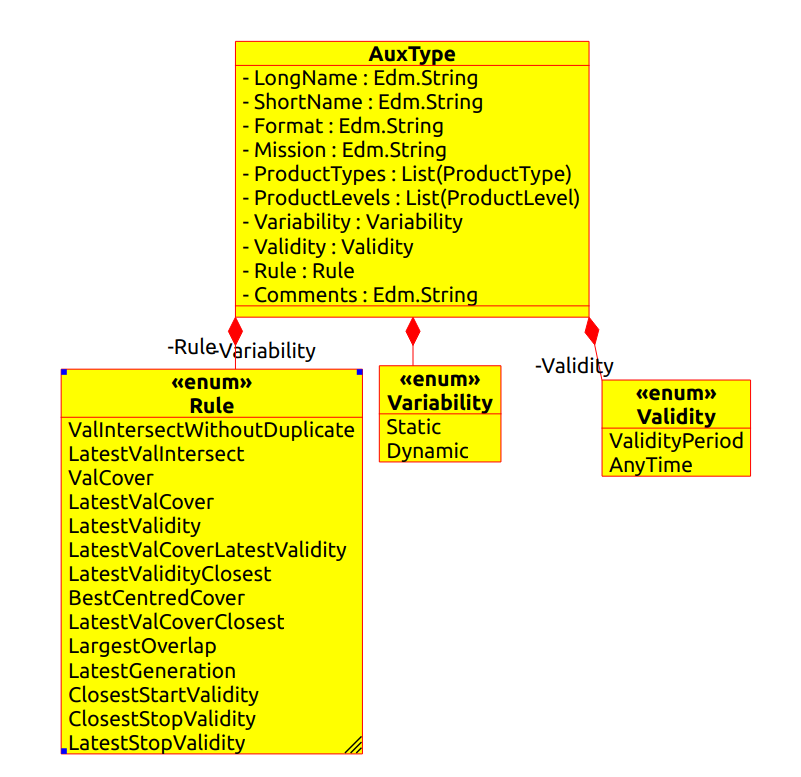 AuxType
- LongName : Edm.String
- ShortName : Edm.String
- Format : Edm.String
- Mission : Edm.String
- ProductTypes : List(ProductType)
- ProductLevels : List(ProductLevel)
- Variability : Variability
- Validity : Validity
- Rule : Rule
- Comments : Edm.String
-Rule
-Variability
-Validity
«enum»
Rule
ValIntersectWithoutDuplicate
LatestValIntersect
ValCover
LatestValCover
LatestValidity
LatestValCoverLatestValidity
LatestValidityClosest
BestCentredCover
LatestValCoverClosest
LargestOverlap
LatestGeneration
ClosestStartValidity
ClosestStopValidity
LatestStopValidity
«enum»
Variability
Static
Dynamic
«enum»
Validity
ValidityPeriod
AnyTime